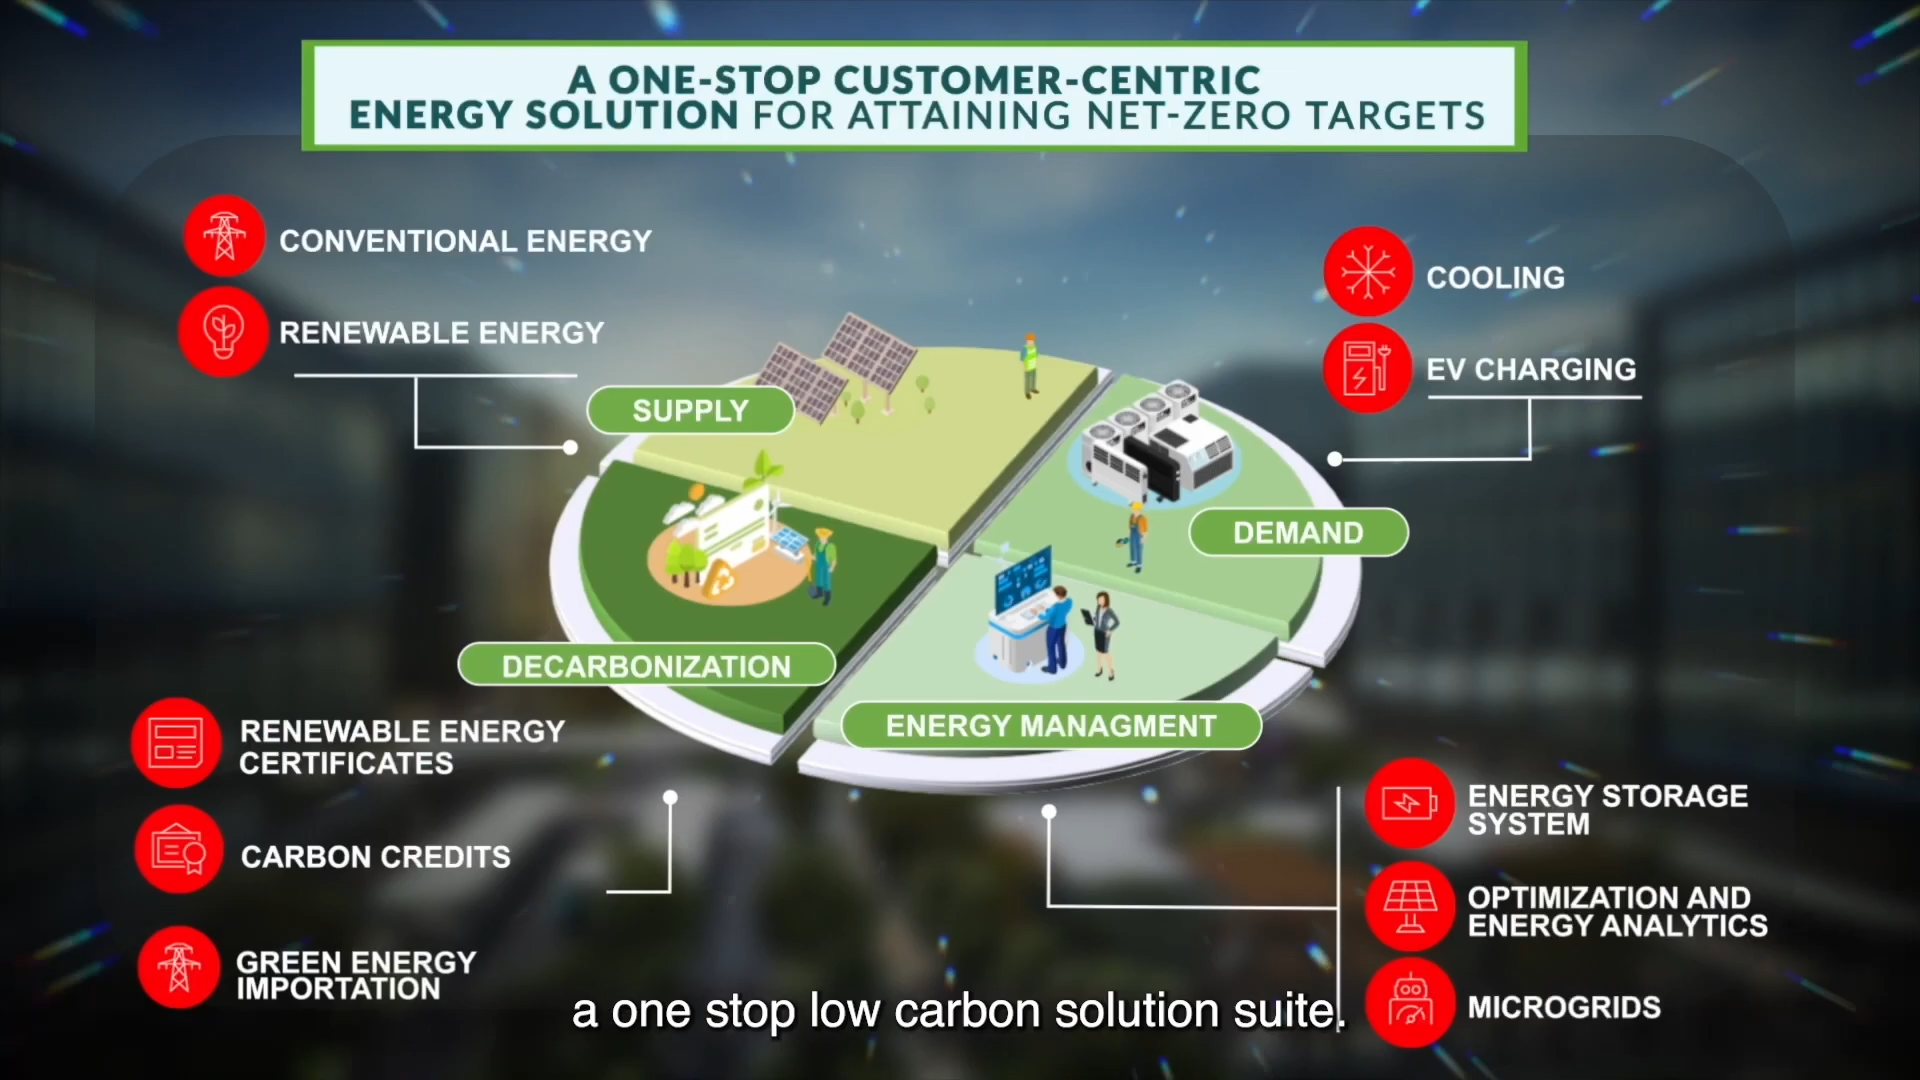 A ONE-STOP CUSTOMER-CENTRIC
ENERGY SOLUTION FOR ATTAINING NET-ZERO TARGETS
CONVENTIONAL ENERGY
RENEWABLE ENERGY
SUPPLY
COOLING
EV CHARGING
DEMAND
DECARBONIZATION
ENERGY MANAGMENT
RENEWABLE ENERGY
CERTIFICATES
CARBON CREDITS
GREEN ENERGY
IMPORTATION
ENERGY STORAGE
SYSTEM
OPTIMIZATION AND
ENERGY ANALYTICS
MICROGRIDS
a one stop low carbon solution suite.